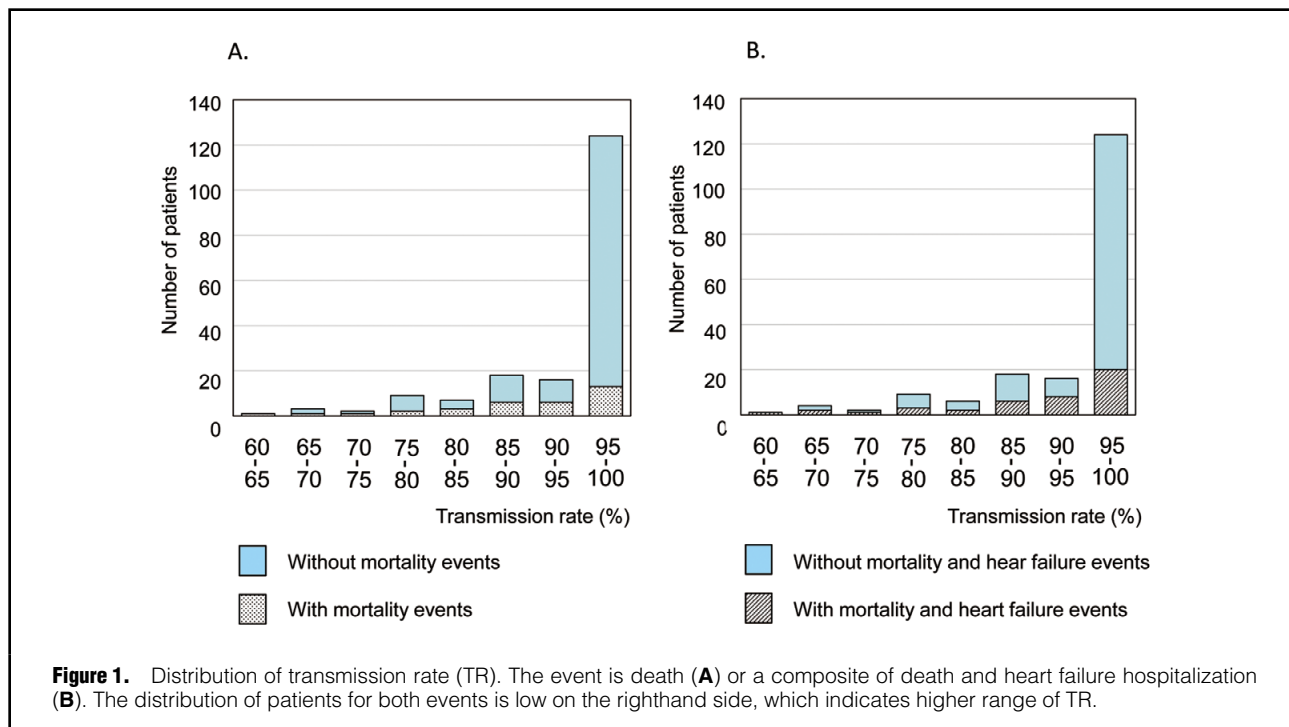 A.
140
120
100
80
60
40
20
0
Number of patients
60 - 65
65 - 70
70 - 75
75 - 80
80 - 85
85 - 90
90 - 95
95 - 100
Transmission rate (%)
Without mortality events
With mortality events
B.
140
120
100
80
60
40
20
0
Number of patients
60 - 65
65 - 70
70 - 75
75 - 80
80 - 85
85 - 90
90 - 95
95 - 100
Transmission rate (%)
Without mortality and hear failure events
With mortality and heart failure events
Figure 1. Distribution of transmission rate (TR). The event is death (A) or a composite of death and heart failure hospitalization
(B). The distribution of patients for both events is low on the righthand side, which indicates higher range of TR.